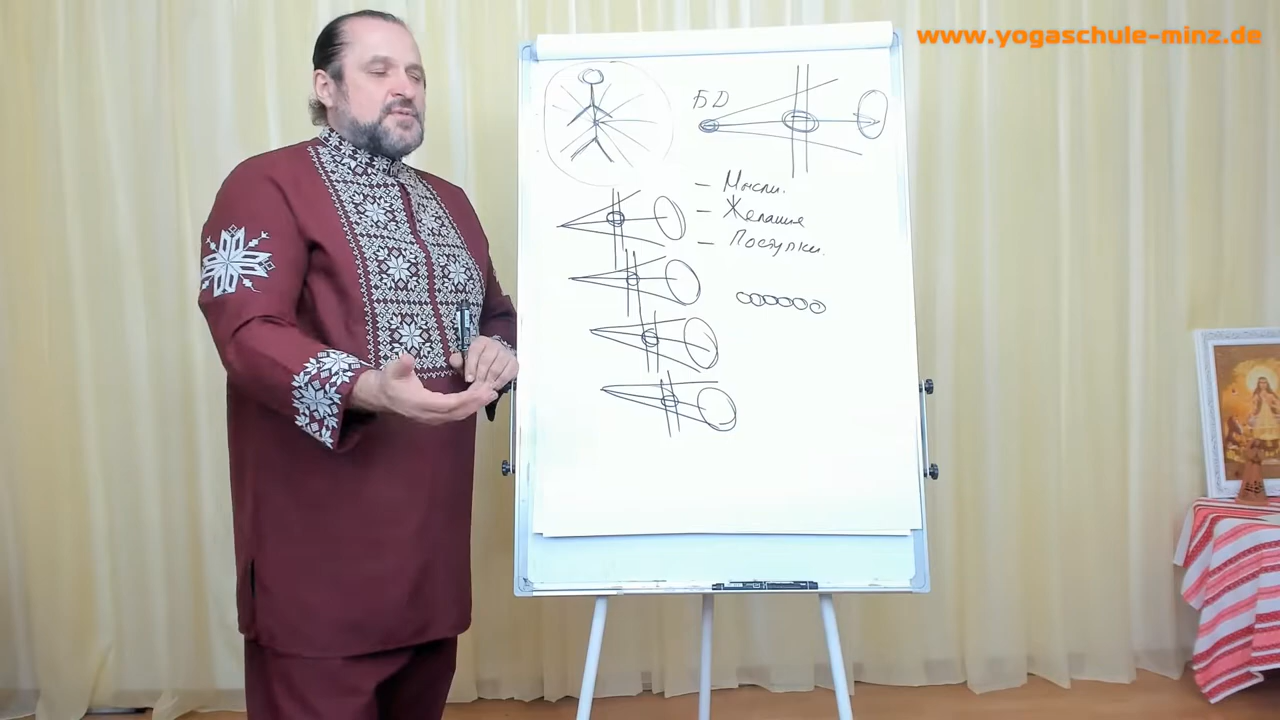 www.yogaschule-minz.de
БД
– Мысли.
– Желания
– Поступки.